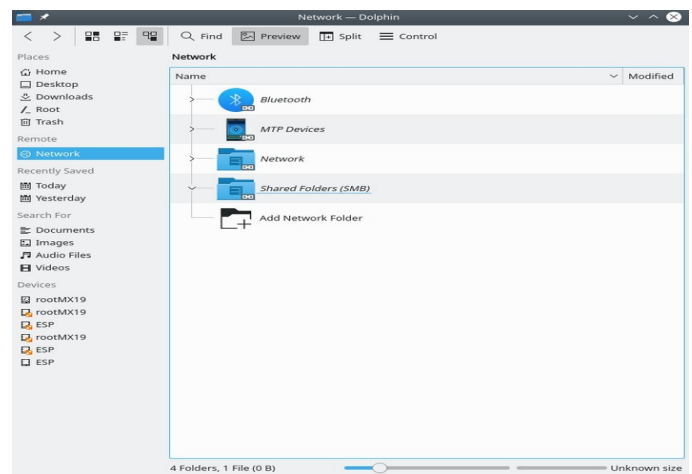 Network — Dolphin
Find Preview Split Control
Places
Home
Desktop
Downloads
Root
Trash
Remote
Network
Recently Saved
Today
Yesterday
Search For
Documents
Images
Audio Files
Videos
Devices
rootMX19
rootMX19
ESP
rootMX19
ESP
ESP
Network
Name Modified
Bluetooth
MTP Devices
Network
Shared Folders (SMB)
Add Network Folder
4 Folders, 1 File (0 B) Unknown size